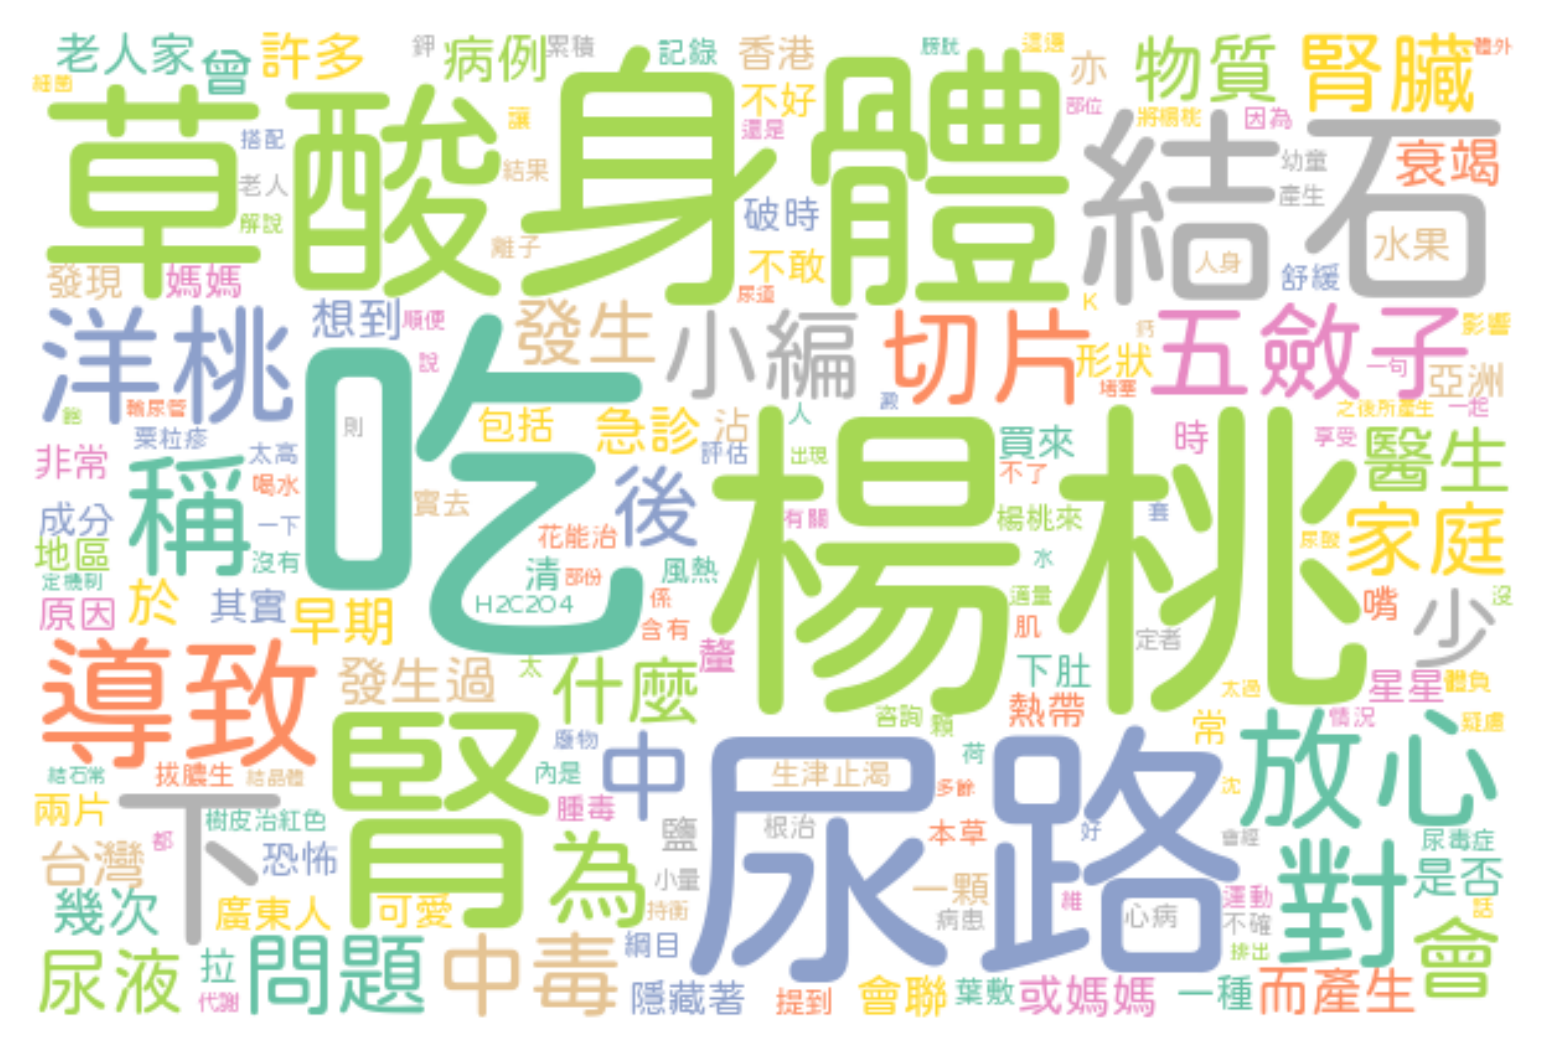 老人家 曾 許多 鉀 病例 累積 記錄 香港 膀胱 這邊 亦 物質 腎臟 體外
細菌 草酸 身體 不好 部位 將楊桃 因為
搭配 讓 還是 結石 衰竭
老人 結果 幼童
解說 破時 產生
離子 水果
發現 媽媽 不敢 人身 舒緩
尿道 K
洋桃 想到 順便 發生 小編 切片 鈣 五斂子 影響
說 形狀 一句 亞洲
輸尿管 吃 堵塞
飽 則 包括 急診 沾 人 澱 之後所產生 一起
栗粒疹 楊桃 買來 時 享受 醫生
非常 稱 太高 評估 出現
喝水 後 不了
成分 一下 實去 有關 楊桃來 套 家庭
地區 沒有 花能治 尿酸
定機制 清 部份 風熱 水
原因 於 其實 早期 H2C2O4 係 適量 嘴 少 沒
含有 肌 定者
導致 發生過 太 什麼 釐 下肚 星星 體負
太過
熱帶
腎 咨詢 顆 常 情況 疑慮
廢物 中 尿路 荷 放心
結石常 拔膿生 結晶體 內是 生津止渴
多餘 沈
兩片 下 腫毒
樹皮治紅色 鹽 根治 本草 好 會經 尿毒症
台灣 都 恐怖 為 對 是否
小量 一顆 維 運動
幾次 廣東人 可愛 持衡 病患 心病 不確 話
尿液 拉 問題 中毒 綱目 排出 會
代謝 隱藏著 提到 會聯 葉敷 或媽媽 一種 而產生